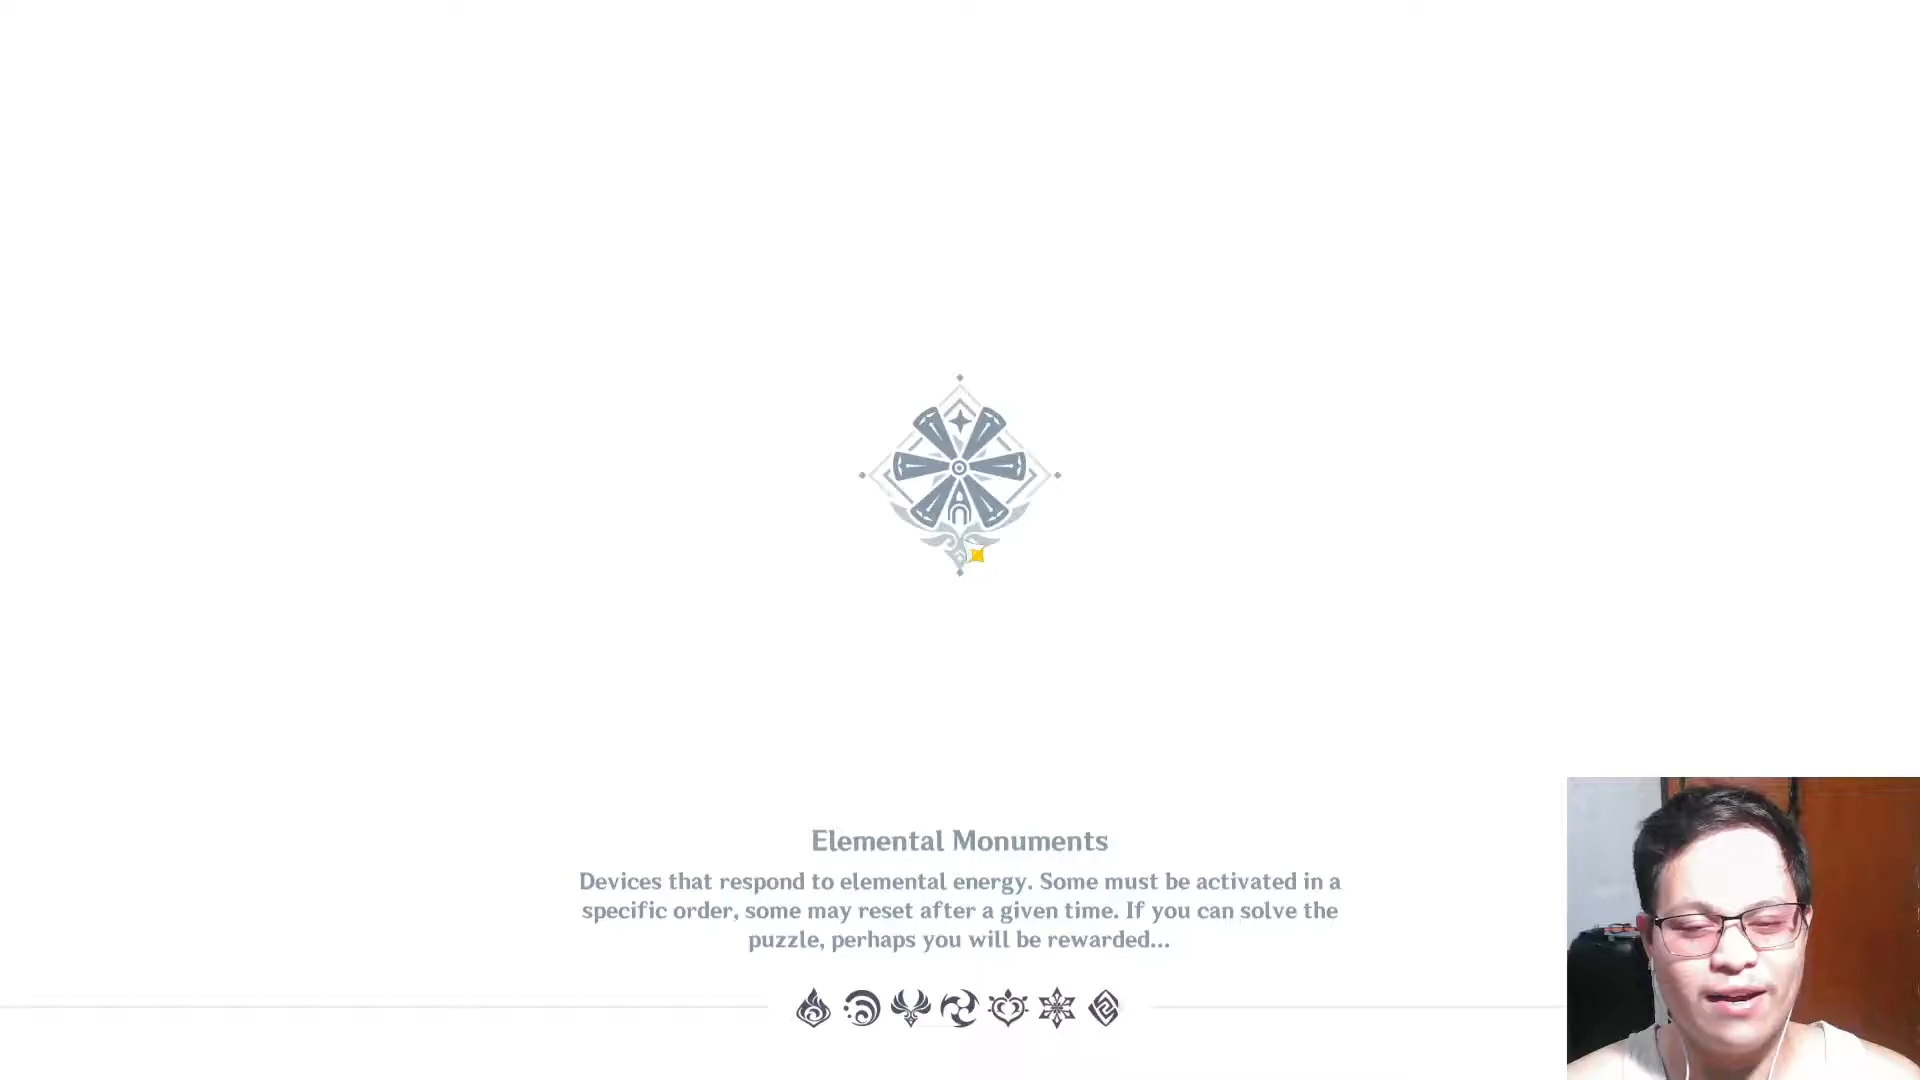 Elemental Monuments
Devices that respond to elemental energy. Some must be activated in a
specific order, some may reset after a given time. If you can solve the
puzzle, perhaps you will be rewarded...